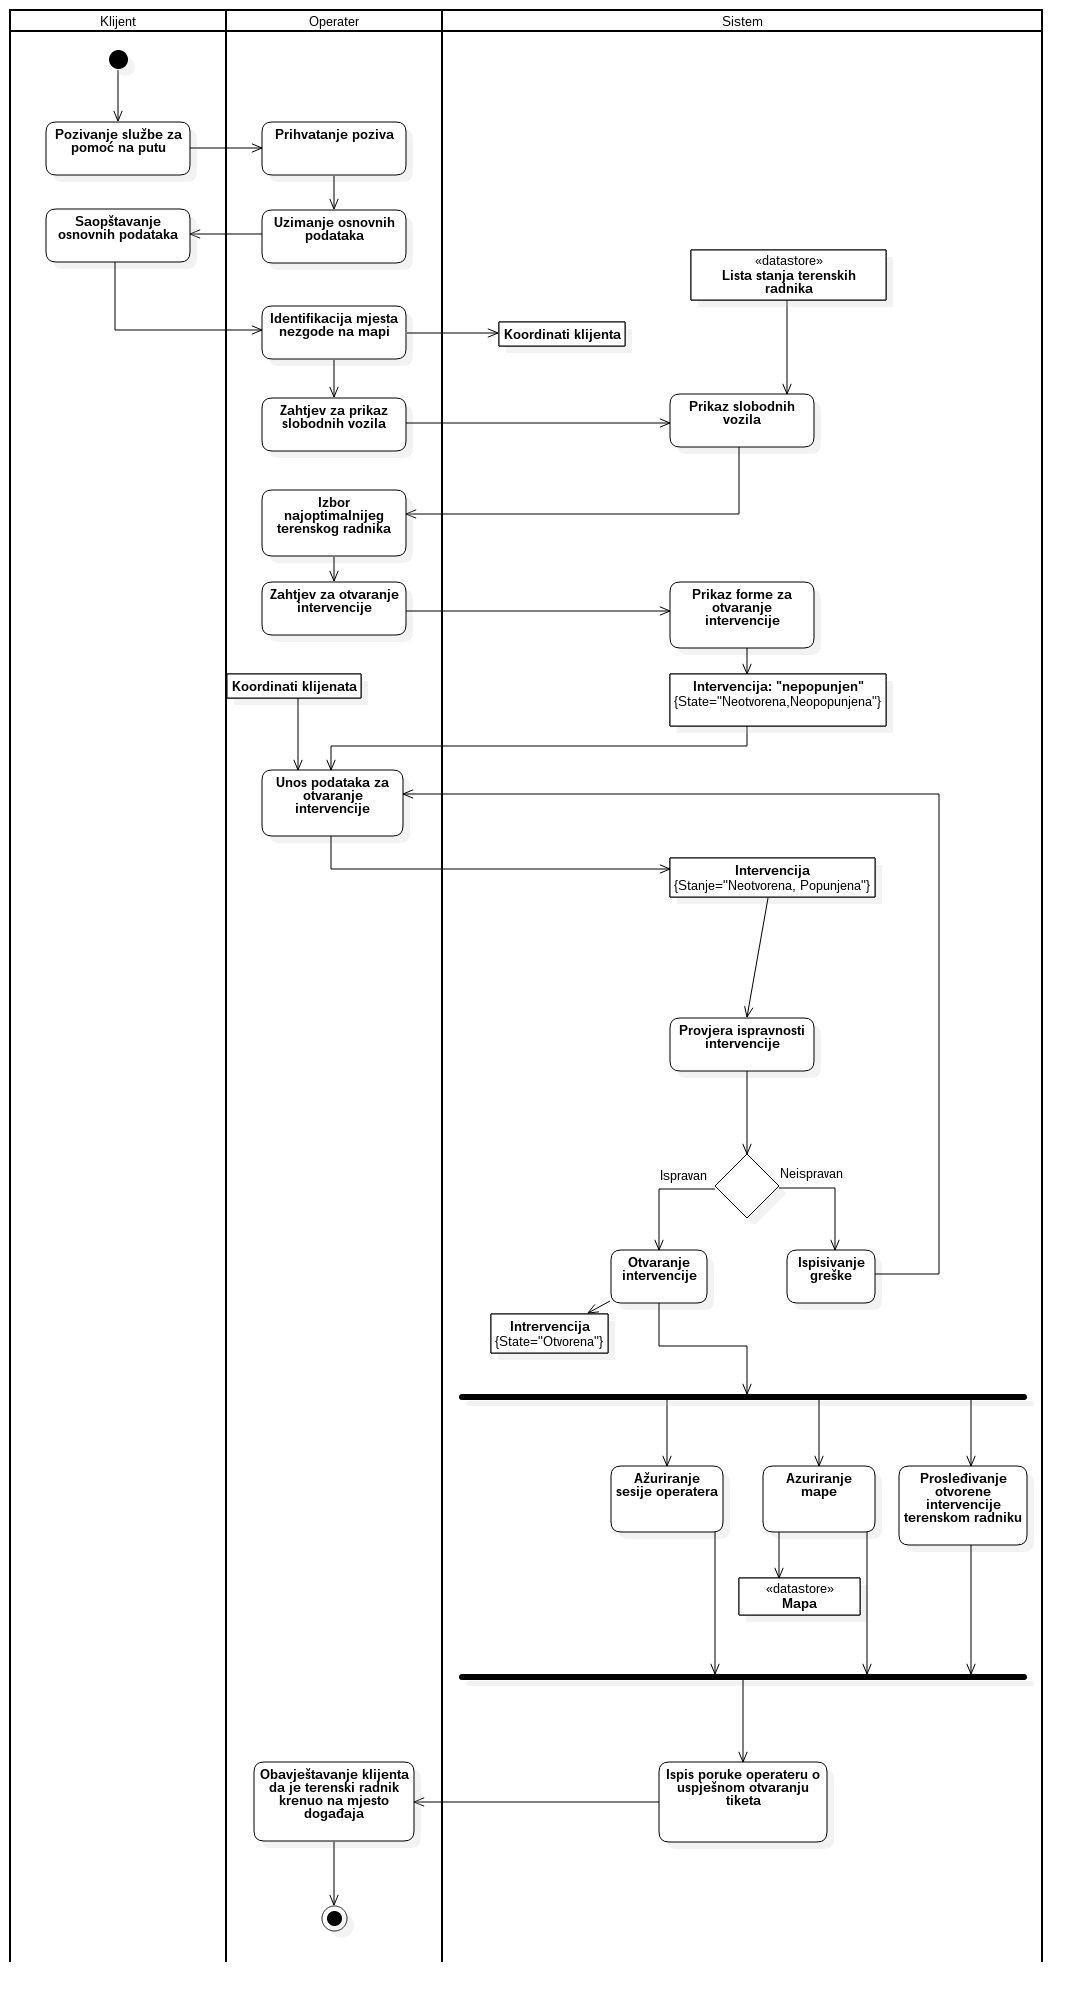 Klijent
Operater
Sistem
Pozivanje službe za
pomoć na putu
Prihvatanje poziva
Saopštavanje
osnovnih podataka
Uzimanje osnovnih
podataka
«datastore»
Lista stanja terenskih
radnika
Identifikacija mjesta
nezgode na mapi
Koordinati klijenta
Zahtjev za prikaz
slobodnih vozila
Prikaz slobodnih
vozila
Izbor
najoptimalnijeg
terenskog radnika
Zahtjev za otvaranje
intervencije
Prikaz forme za
otvaranje
intervencije
Koordinati klijenata
Intervencija: "nepopunjen"
{State="Neotvorena,Neopopunjena"}
Unos podataka za
otvaranje
intervencije
Intervencija
{Stanje="Neotvorena, Popunjena"}
Provjera ispravnosti
intervencije
Ispravan
Neispravan
Otvaranje
intervencije
Ispisivanje
greške
Intrervencija
{State="Otvorena"}
Ažuriranje
sesije operatera
Azuriranje
mape
Prosleđivanje
otvorene
intervencije
terenskom radniku
«datastore»
Mapa
Obavještavanje klijenta
da je terenski radnik
krenuo na mjesto
događaja
Ispis poruke operateru o
uspješnom otvaranju
tiketa